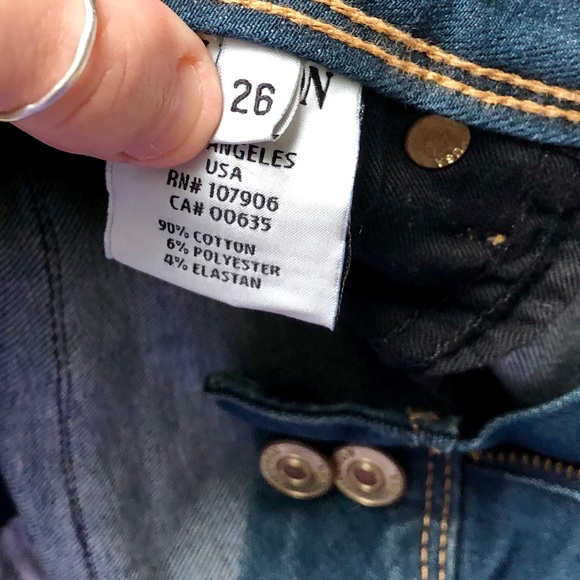 26
N
ANGELES
USA
RN# 107906
CA# 00635
90% COTTON
6% POLYESTER
4% ELASTAN